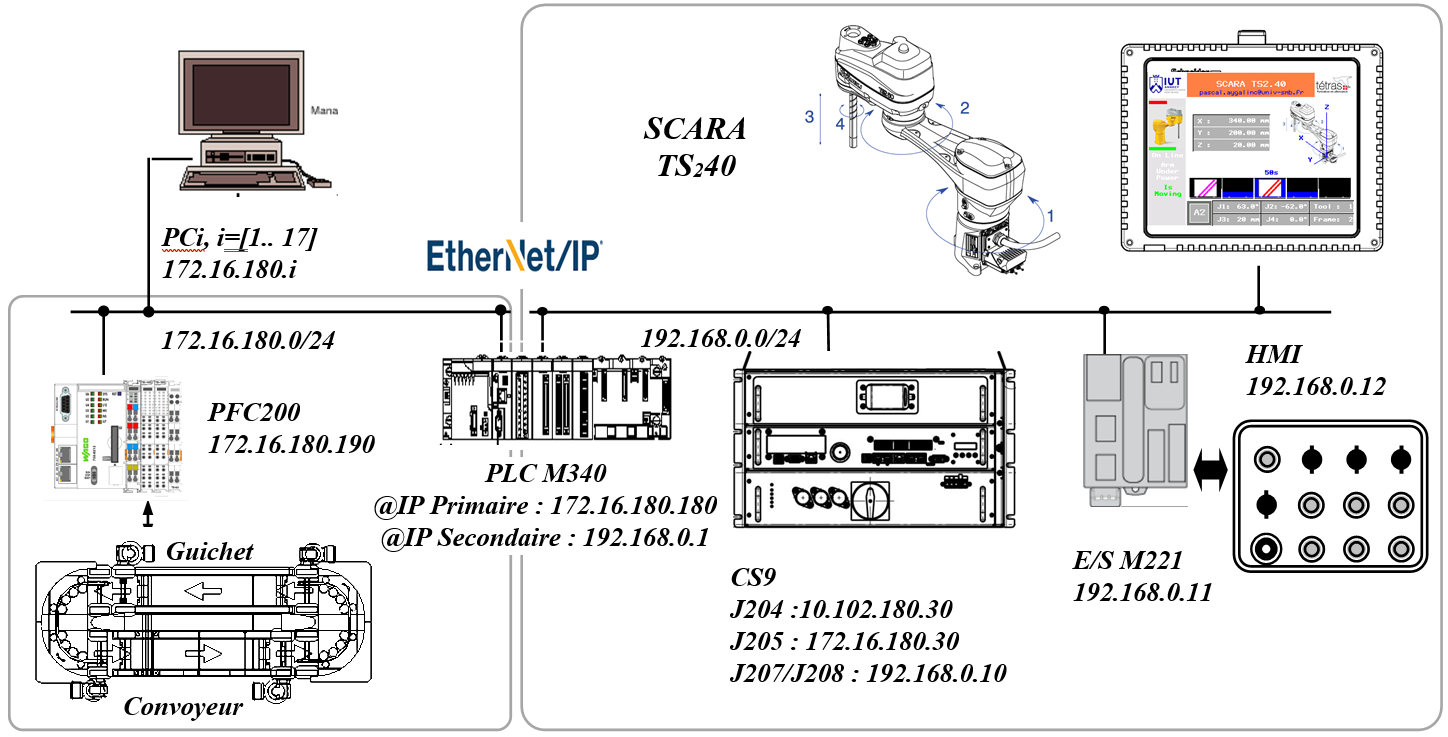 Mana
PCi, i=[1.. 17]
172.16.180.i
EtherNet/IP
SCARA
TS₂40
3
4
2
1
IUT
SCARA TS2.40
pascal.aygalinc@univ-smb.fr
tétras
X : 340.00 mm
Y : 200.00 mm
Z : 20.00 mm
Z
X
Y
On Line
Arm
Under
Power
Is
Moving
50s
A2
J1: 63.0° J2: -62.0° Tool : 1
J3: 20 mm J4: 0.0° Frame: 2
172.16.180.0/24
192.168.0.0/24
HMI
192.168.0.12
WAGO
PFC200
172.16.180.190
PLC M340
@IP Primaire : 172.16.180.180
@IP Secondaire : 192.168.0.1
Guichet
Convoyeur
CS9
J204 :10.102.180.30
J205 : 172.16.180.30
J207/J208 : 192.168.0.10
E/S M221
192.168.0.11